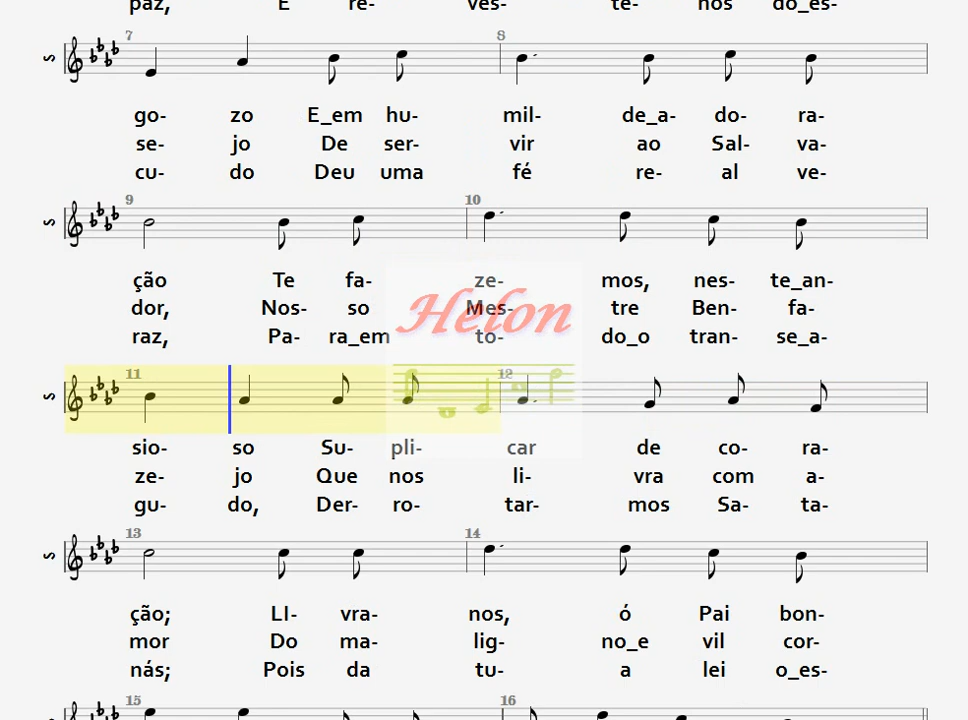 paz, E re- ves- te- nos do_es-
7 8
S
go- zo E_em hu- mil- de_a- do- ra-
se- jo De ser- vir ao Sal- va-
cu- do Deu uma fé re- al ve-
9 10
S
ção Te fa- ze- mos, nes- te_an-
dor, Nos- so Mes- tre Ben- fa-
raz, Pa- ra_em to- do_o tran- se_a-
Helon
11 12
S
sio- so Su- pli- car de co- ra-
ze- jo Que nos li- vra com a-
gu- do, Der- ro- tar- mos Sa- ta-
13 14
S
ção; LI- vra- nos, ó Pai bon-
mor Do ma- lig- no_e vil cor-
nás; Pois da tu- a lei o_es-
15 16